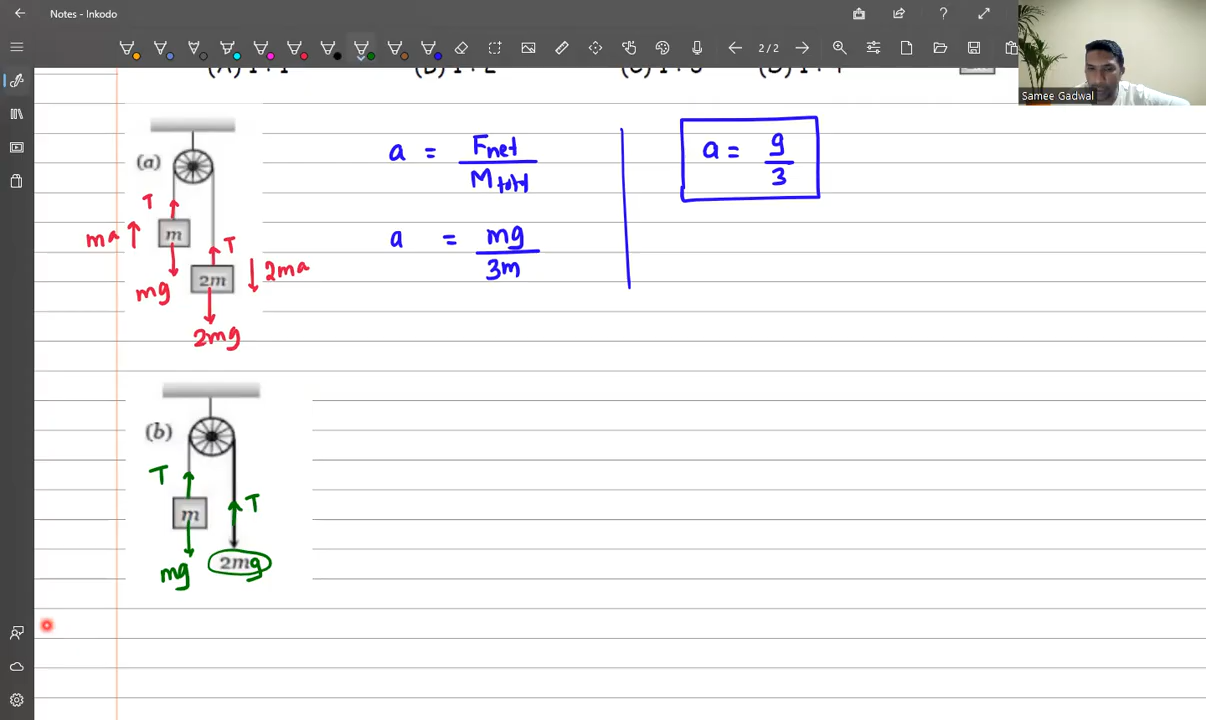 Notes - Inkodo
2/2
Samee Gadwal
(a)
T
m
ma
T
mg
2m
2ma
2mg
a = Fnet / Mtotal
a = mg / 3m
a = g / 3
(b)
T
T
m
mg
2mg